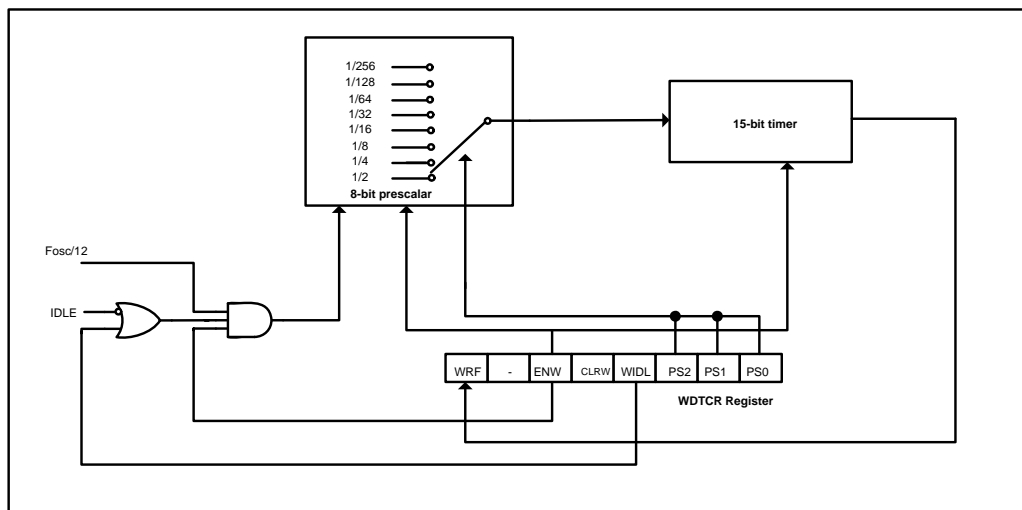 1/256
1/128
1/64
1/32
1/16
1/8
1/4
1/2
8-bit prescalar
15-bit timer
Fosc/12
IDLE
WRF - ENW CLRW WIDL PS2 PS1 PS0
WDTCR Register